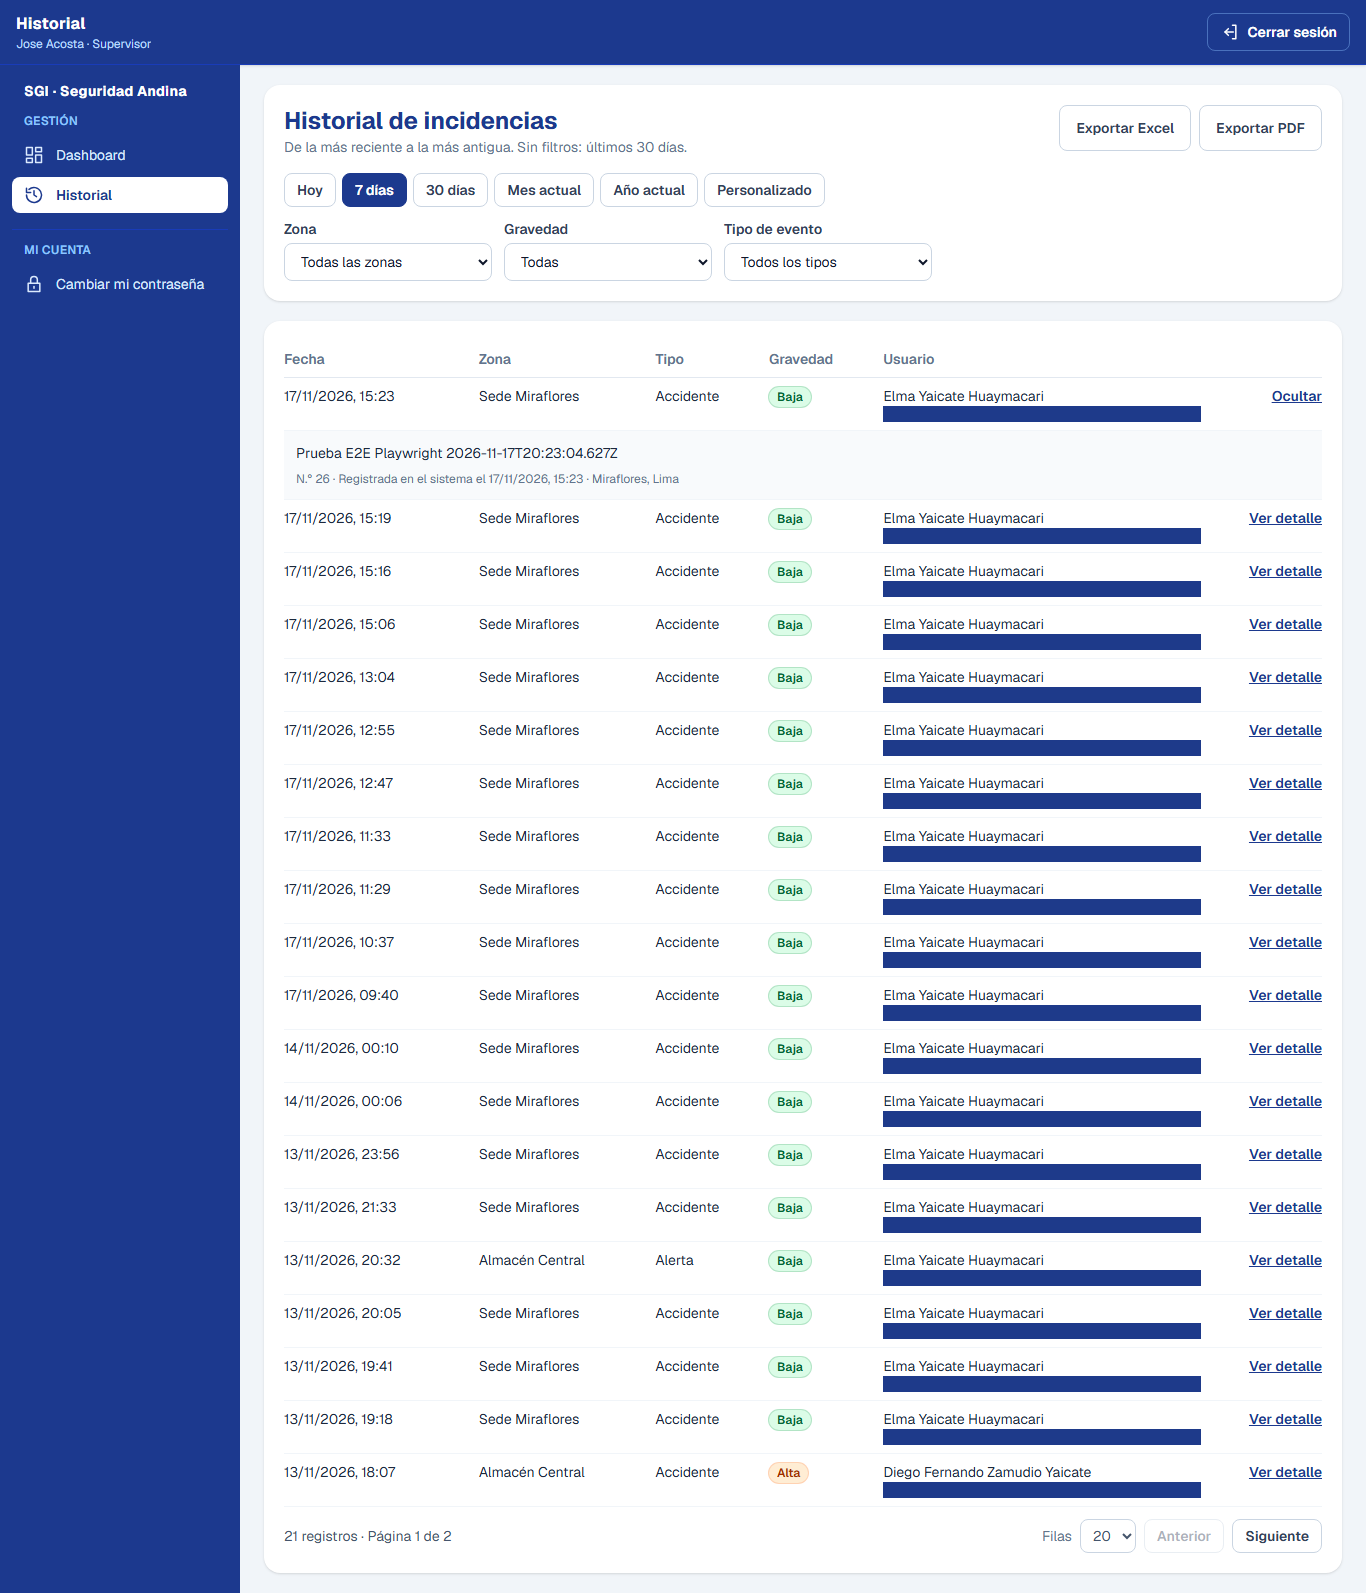 Historial
Jose Acosta · Supervisor
Cerrar sesión
SGI · Seguridad Andina
GESTIÓN
Dashboard
Historial
MI CUENTA
Cambiar mi contraseña
Historial de incidencias
De la más reciente a la más antigua. Sin filtros: últimos 30 días.
Exportar Excel
Exportar PDF
Hoy
7 días
30 días
Mes actual
Año actual
Personalizado
Zona
Gravedad
Tipo de evento
Todas las zonas
Todas
Todos los tipos
Fecha Zona Tipo Gravedad Usuario
17/11/2026, 15:23 Sede Miraflores Accidente Baja Elma Yaicate Huaymacari Ocultar
Prueba E2E Playwright 2026-11-17T20:23:04.627Z
N.° 26 · Registrada en el sistema el 17/11/2026, 15:23 · Miraflores, Lima
17/11/2026, 15:19 Sede Miraflores Accidente Baja Elma Yaicate Huaymacari Ver detalle
17/11/2026, 15:16 Sede Miraflores Accidente Baja Elma Yaicate Huaymacari Ver detalle
17/11/2026, 15:06 Sede Miraflores Accidente Baja Elma Yaicate Huaymacari Ver detalle
17/11/2026, 13:04 Sede Miraflores Accidente Baja Elma Yaicate Huaymacari Ver detalle
17/11/2026, 12:55 Sede Miraflores Accidente Baja Elma Yaicate Huaymacari Ver detalle
17/11/2026, 12:47 Sede Miraflores Accidente Baja Elma Yaicate Huaymacari Ver detalle
17/11/2026, 11:33 Sede Miraflores Accidente Baja Elma Yaicate Huaymacari Ver detalle
17/11/2026, 11:29 Sede Miraflores Accidente Baja Elma Yaicate Huaymacari Ver detalle
17/11/2026, 10:37 Sede Miraflores Accidente Baja Elma Yaicate Huaymacari Ver detalle
17/11/2026, 09:40 Sede Miraflores Accidente Baja Elma Yaicate Huaymacari Ver detalle
14/11/2026, 00:10 Sede Miraflores Accidente Baja Elma Yaicate Huaymacari Ver detalle
14/11/2026, 00:06 Sede Miraflores Accidente Baja Elma Yaicate Huaymacari Ver detalle
13/11/2026, 23:56 Sede Miraflores Accidente Baja Elma Yaicate Huaymacari Ver detalle
13/11/2026, 21:33 Sede Miraflores Accidente Baja Elma Yaicate Huaymacari Ver detalle
13/11/2026, 20:32 Almacén Central Alerta Baja Elma Yaicate Huaymacari Ver detalle
13/11/2026, 20:05 Sede Miraflores Accidente Baja Elma Yaicate Huaymacari Ver detalle
13/11/2026, 19:41 Sede Miraflores Accidente Baja Elma Yaicate Huaymacari Ver detalle
13/11/2026, 19:18 Sede Miraflores Accidente Baja Elma Yaicate Huaymacari Ver detalle
13/11/2026, 18:07 Almacén Central Accidente Alta Diego Fernando Zamudio Yaicate Ver detalle
21 registros · Página 1 de 2
Filas 20 Anterior Siguiente